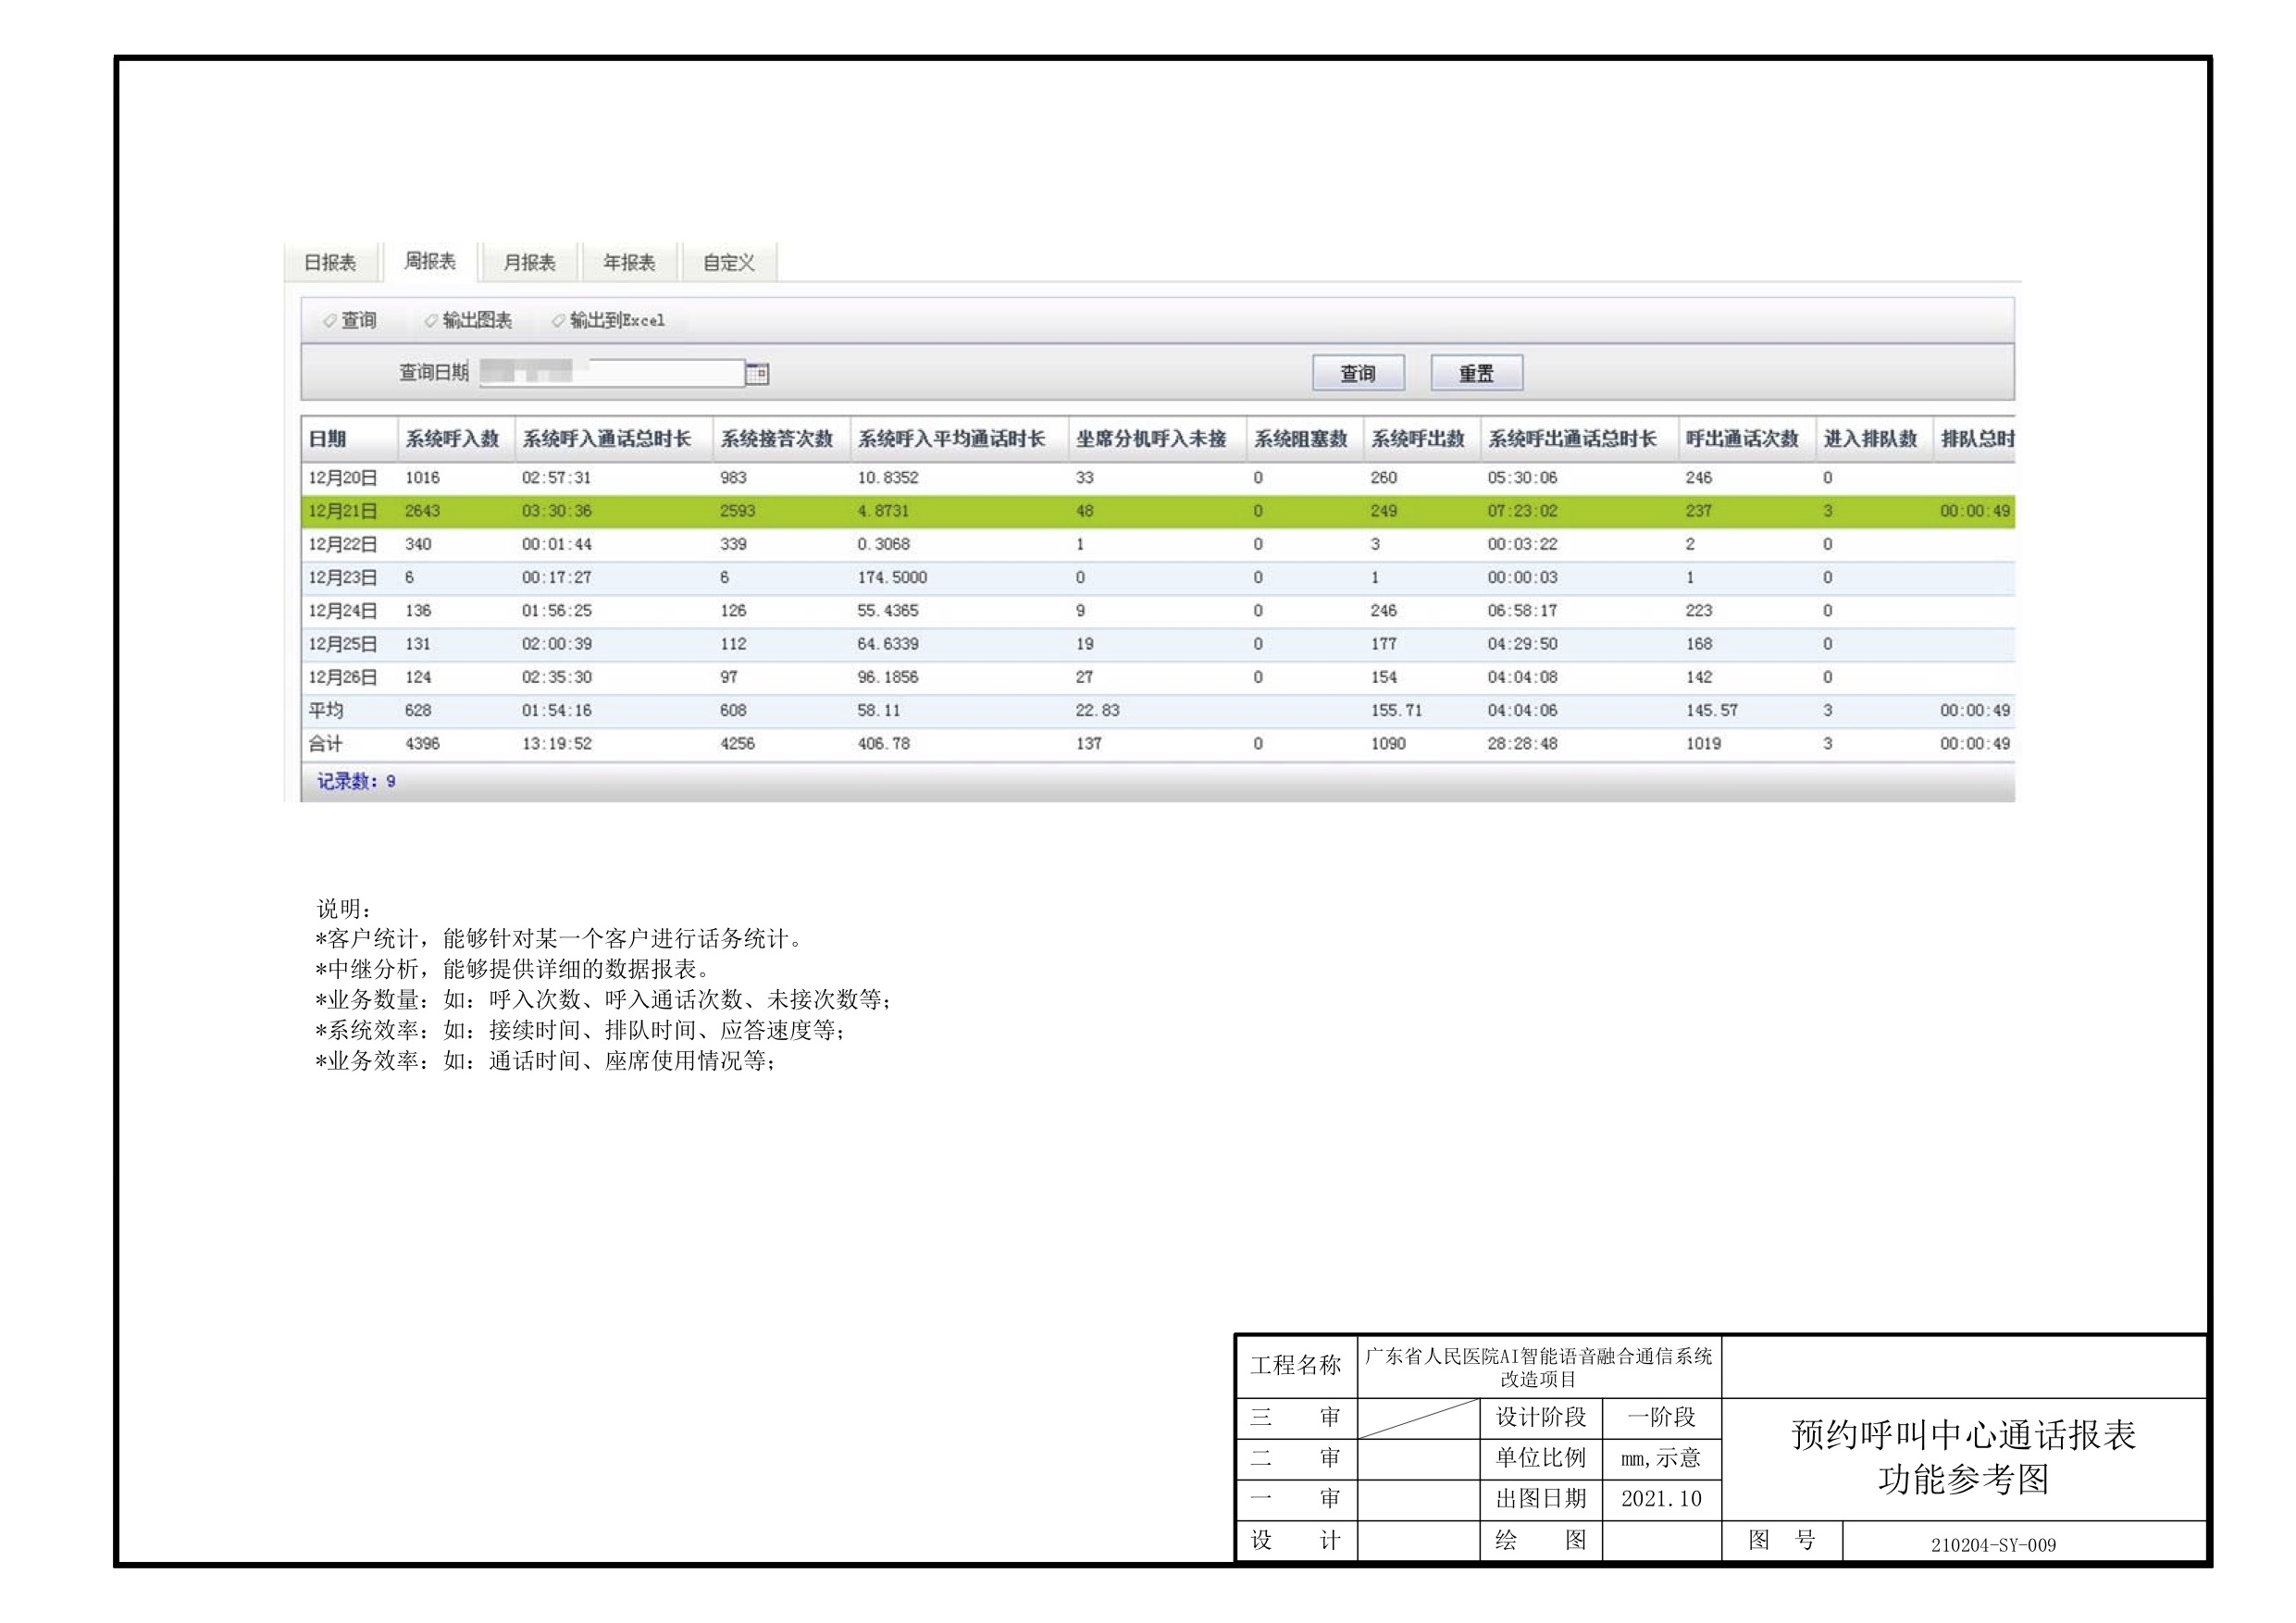 日报表 周报表 月报表 年报表 自定义
查询 输出图表 输出到Excel
查询日期 查询 重置
日期 系统呼入数 系统呼入通话总时长 系统接答次数 系统呼入平均通话时长 坐席分机呼入未接 系统阻塞数 系统呼出数 系统呼出通话总时长 呼出通话次数 进入排队数 排队总时
12月20日 1016 02:57:31 983 10.8352 33 0 260 05:30:06 246 0
12月21日 2643 03:30:36 2593 4.8731 48 0 249 07:23:02 237 3 00:00:49
12月22日 340 00:01:44 339 0.3068 1 0 3 00:03:22 2 0
12月23日 6 00:17:27 6 174.5000 0 0 1 00:00:03 1 0
12月24日 136 01:56:25 126 55.4365 9 0 246 06:58:17 223 0
12月25日 131 02:00:39 112 64.6339 19 0 177 04:29:50 168 0
12月26日 124 02:35:30 97 96.1856 27 0 154 04:04:08 142 0
平均 628 01:54:16 608 58.11 22.83 155.71 04:04:06 145.57 3 00:00:49
合计 4396 13:19:52 4256 406.78 137 0 1090 28:28:48 1019 3 00:00:49
记录数：9
说明：
*客户统计，能够针对某一个客户进行话务统计。
*中继分析，能够提供详细的数据报表。
*业务数量：如：呼入次数、呼入通话次数、未接次数等；
*系统效率：如：接续时间、排队时间、应答速度等；
*业务效率：如：通话时间、座席使用情况等；
工程名称 广东省人民医院AI智能语音融合通信系统
改造项目
三 审 设计阶段 一阶段
二 审 单位比例 mm,示意
一 审 出图日期 2021.10
预约呼叫中心通话报表
功能参考图
设 计 绘 图 图 号 210204-SY-009